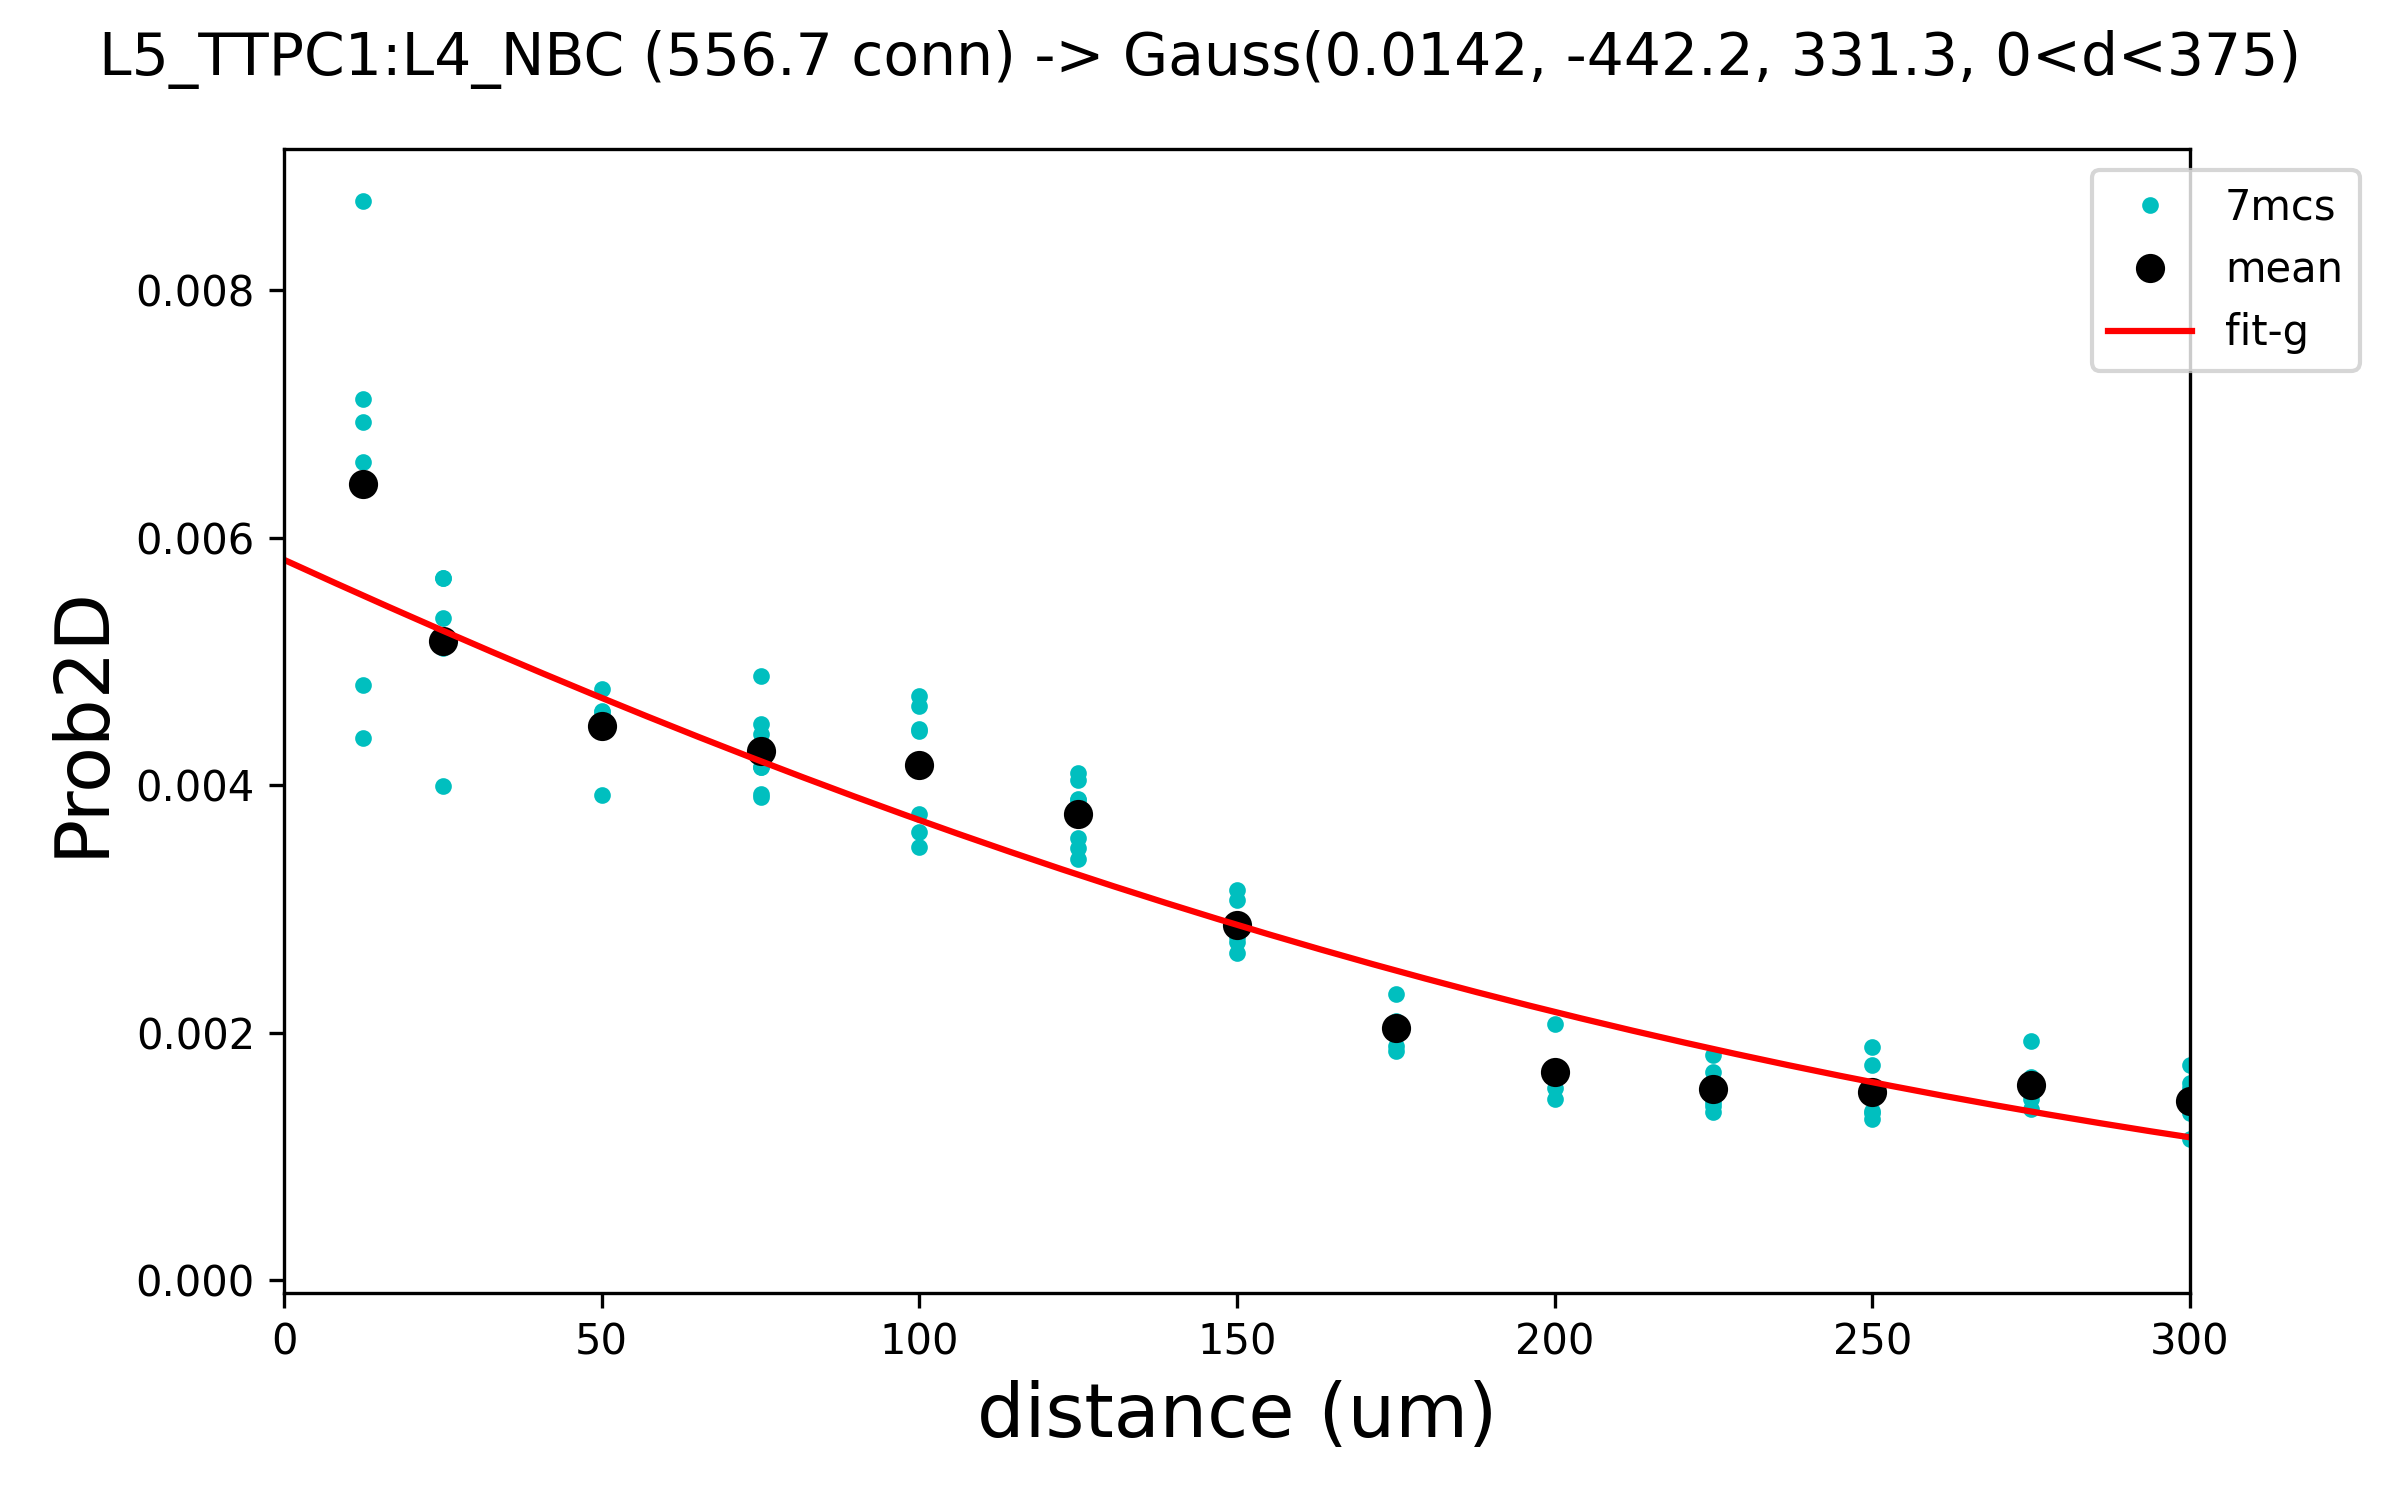 L5_TTPC1:L4_NBC (556.7 conn) -> Gauss(0.0142, -442.2, 331.3, 0<d<375)
7mcs
mean
fit-g
Prob2D
0.008
0.006
0.004
0.002
0.000
0 50 100 150 200 250 300
distance (um)